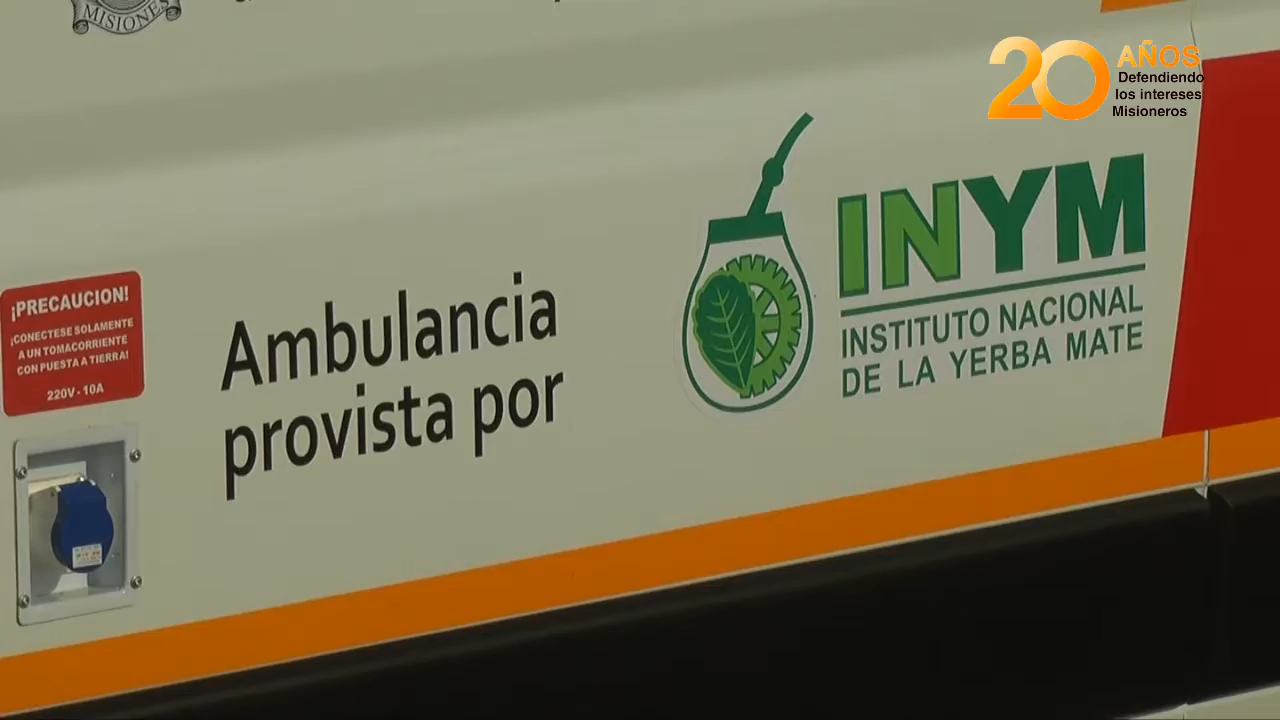 MISIONES
20 AÑOS
Defendiendo
los intereses
Misioneros
INYM
INSTITUTO NACIONAL
DE LA YERBA MATE
Ambulancia
provista por
¡PRECAUCION!
¡CONECTESE SOLAMENTE
A UN TOMACORRIENTE
CON PUESTA A TIERRA!
220V - 10A